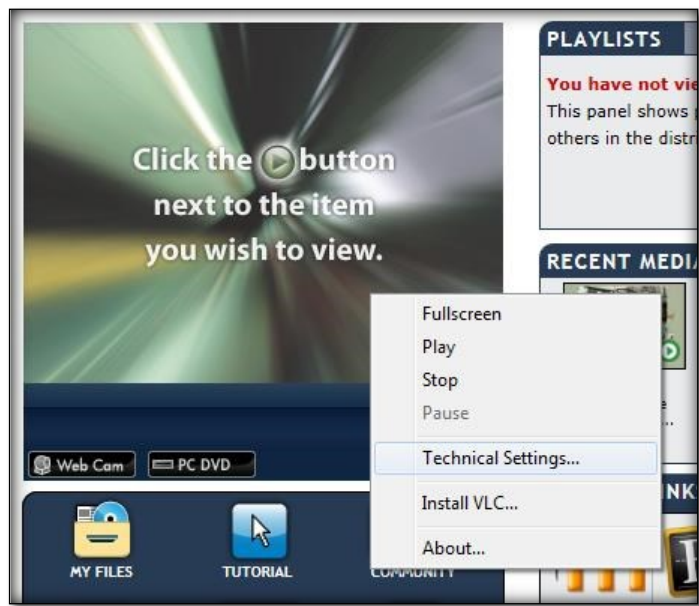 Click the button
next to the item
you wish to view.
Web Cam
PC DVD
MY FILES
TUTORIAL
COMMUNITY
PLAYLISTS
You have not vie
This panel shows
others in the distr
RECENT MEDIA
Fullscreen
Play
Stop
Pause
Technical Settings...
Install VLC...
About...
NK